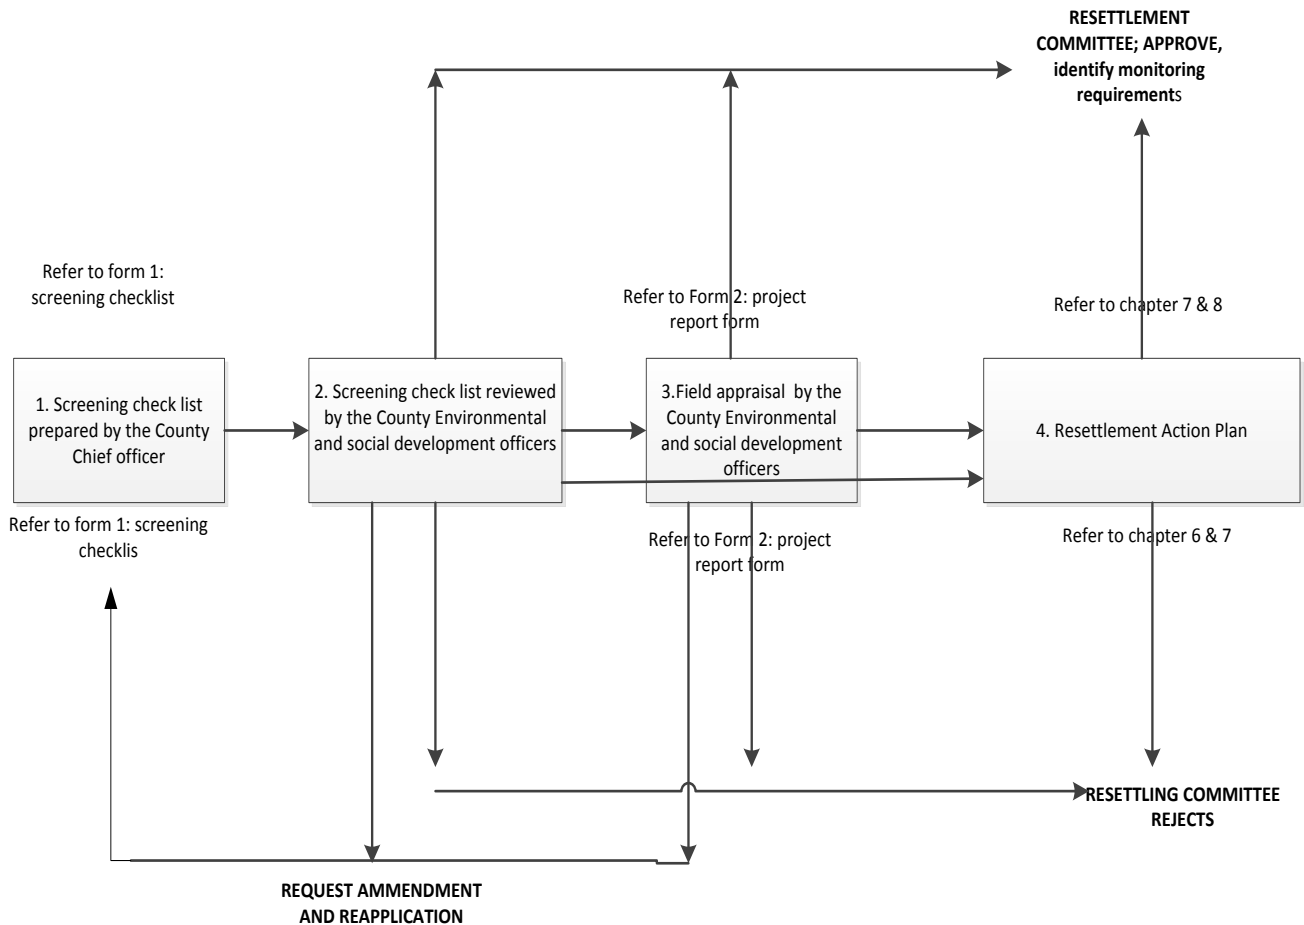 RESETTLEMENT
COMMITTEE; APPROVE,
identify monitoring
requirements
Refer to form 1:
screening checklist
Refer to Form 2: project
report form
Refer to chapter 7 & 8
1. Screening check list
prepared by the County
Chief officer
2. Screening check list reviewed
by the County Environmental
and social development officers
3.Field appraisal by the
County Environmental
and social development
officers
4. Resettlement Action Plan
Refer to form 1: screening
checklis
Refer to Form 2: project
report form
Refer to chapter 6 & 7
RESETTLING COMMITTEE
REJECTS
REQUEST AMMENDMENT
AND REAPPLICATION